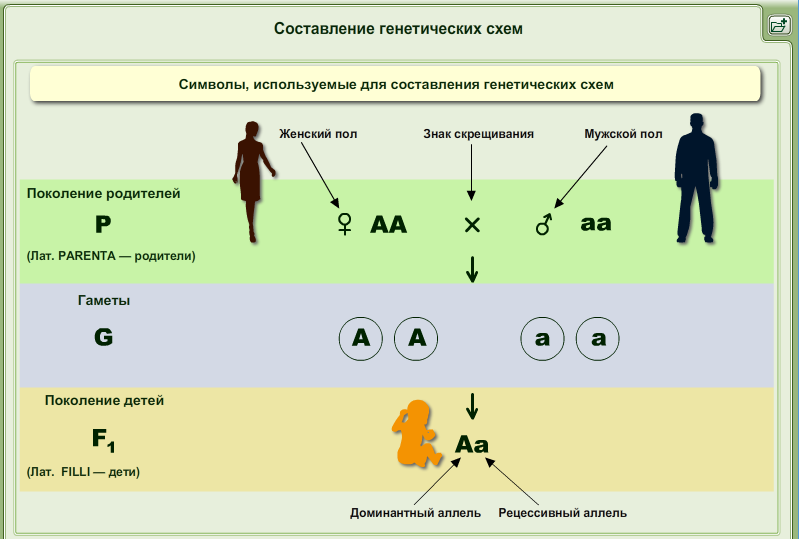 Составление генетических схем
Символы, используемые для составления генетических схем
Женский пол
Знак скрещивания
Мужской пол
Поколение родителей
P
♀ AA × ♂ aa
(Лат. PARENTA — родители)
Гаметы
G
A A a a
Поколение детей
F₁
Aa
(Лат. FILLI — дети)
Доминантный аллель
Рецессивный аллель